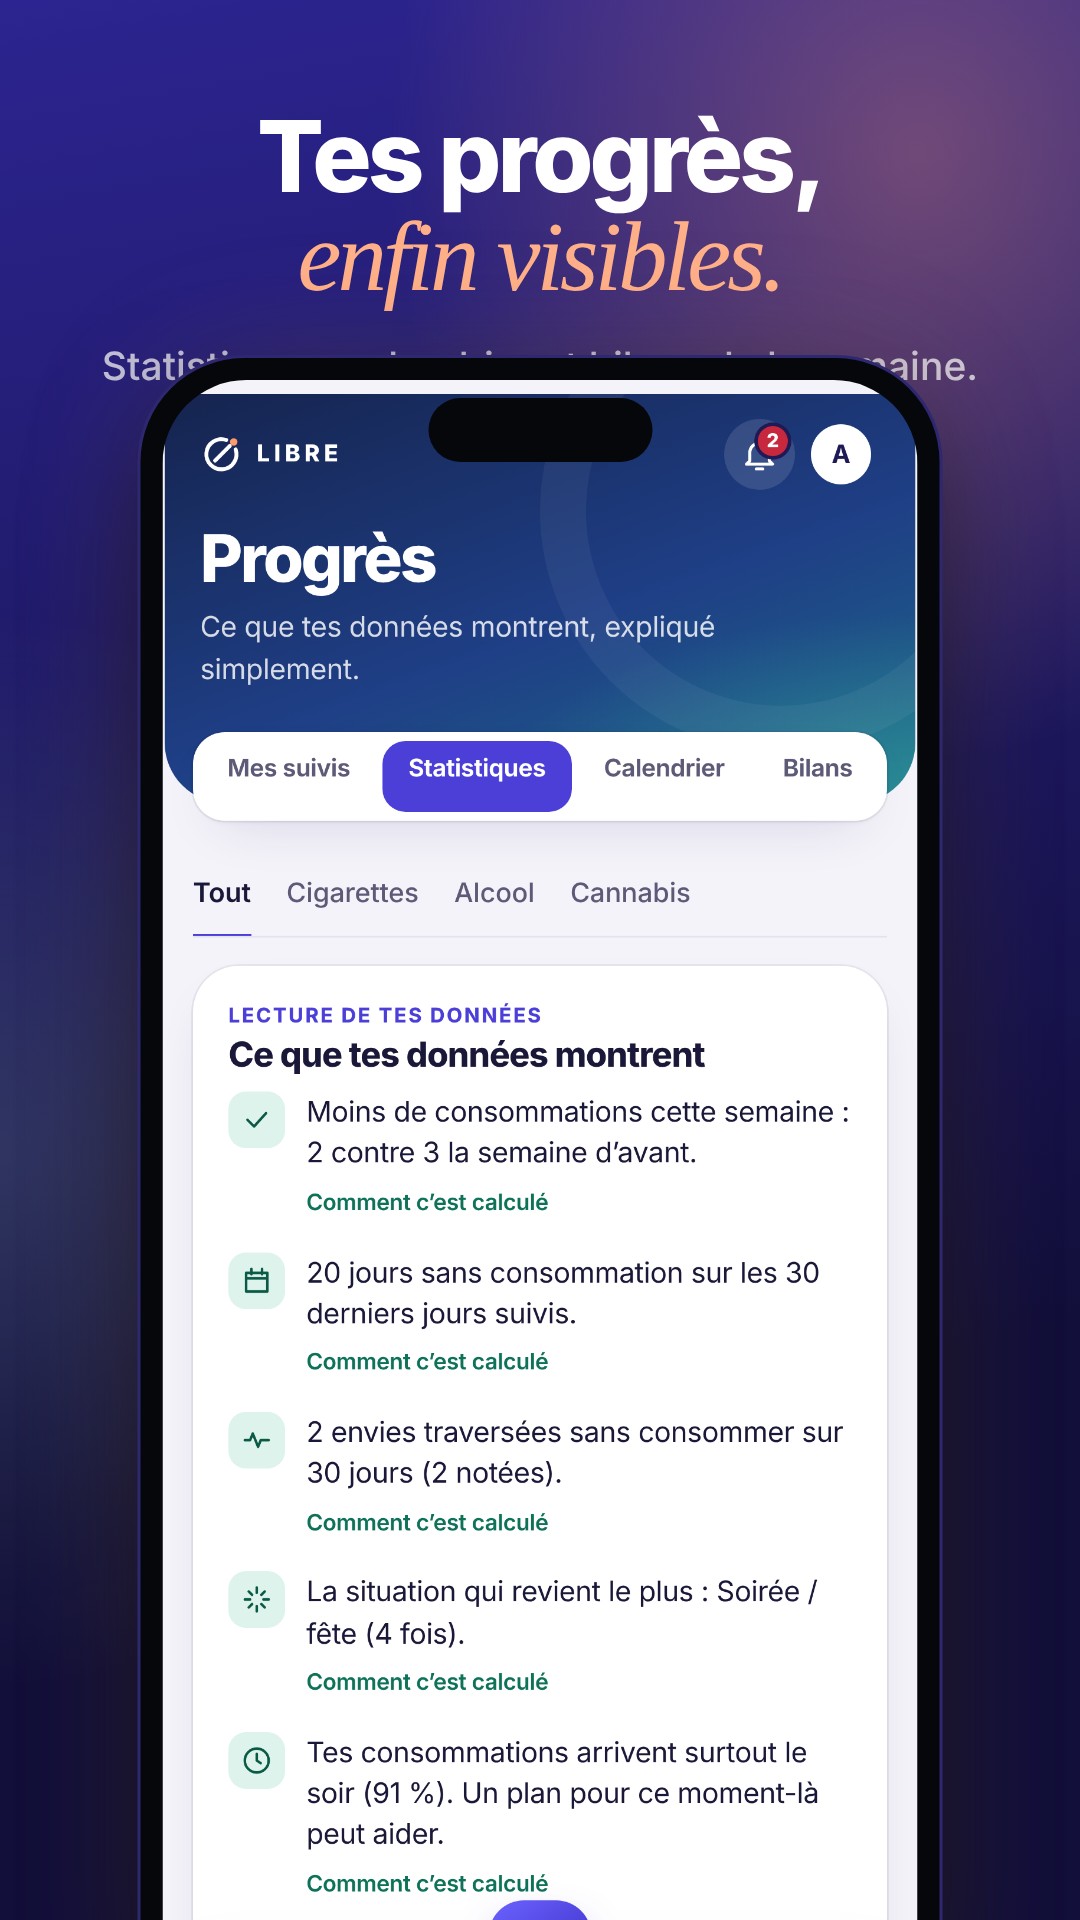 Tes progrès,
enfin visibles.
maine.
LIBRE
2
A
Progrès
Ce que tes données montrent, expliqué
simplement.
Mes suivis
Statistiques
Calendrier
Bilans
Tout
Cigarettes
Alcool
Cannabis
LECTURE DE TES DONNÉES
Ce que tes données montrent
Moins de consommations cette semaine :
2 contre 3 la semaine d’avant.
Comment c’est calculé
20 jours sans consommation sur les 30
derniers jours suivis.
Comment c’est calculé
2 envies traversées sans consommer sur
30 jours (2 notées).
Comment c’est calculé
La situation qui revient le plus : Soirée /
fête (4 fois).
Comment c’est calculé
Tes consommations arrivent surtout le
soir (91 %). Un plan pour ce moment-là
peut aider.
Comment c’est calculé